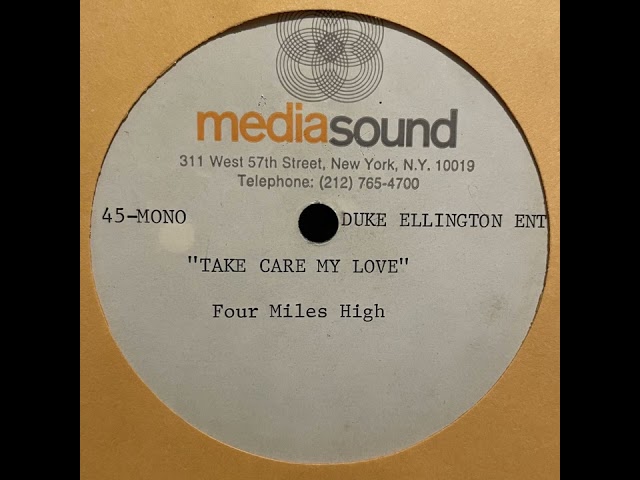 mediasound
311 West 57th Street, New York, N.Y. 10019
Telephone: (212) 765-4700
45-MONO DUKE ELLINGTON ENT
"TAKE CARE MY LOVE"
Four Miles High